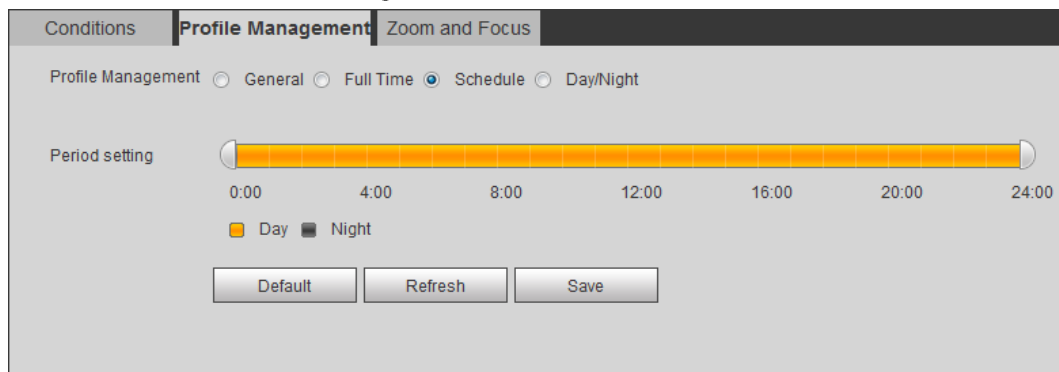 Conditions Profile Management Zoom and Focus
Profile Management General Full Time Schedule Day/Night
Period setting
0:00 4:00 8:00 12:00 16:00 20:00 24:00
Day Night
Default Refresh Save